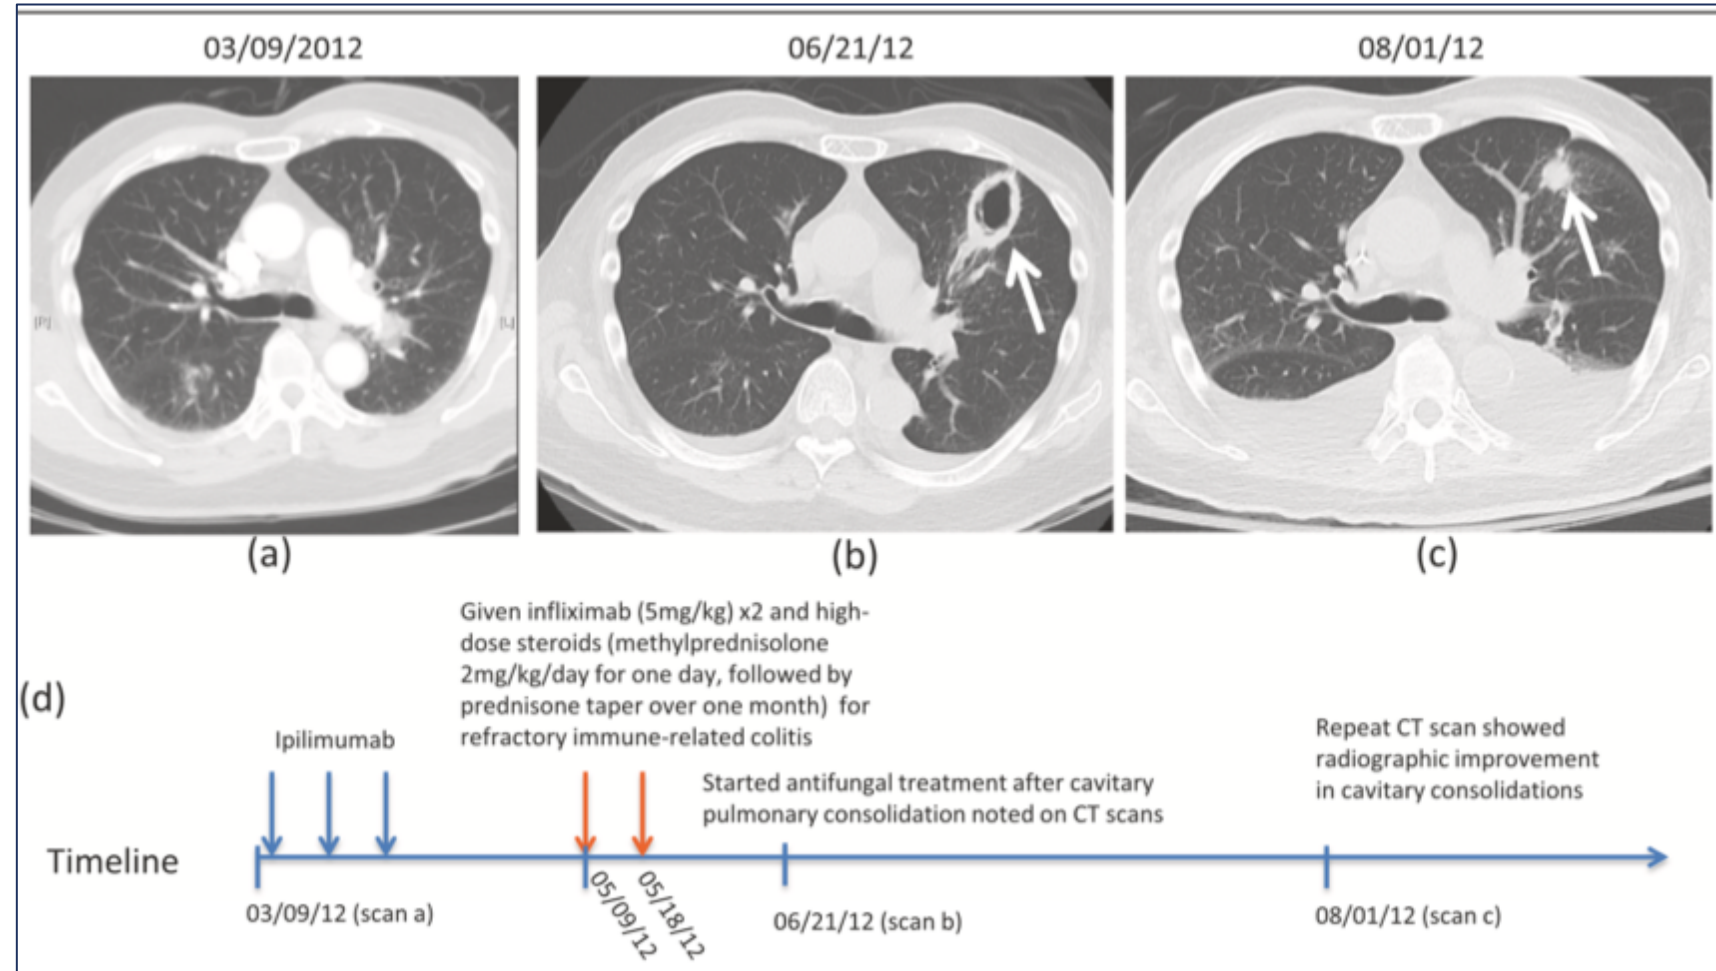 03/09/2012
06/21/12
08/01/12
[R]
[L]
(a)
(b)
(c)
Given infliximab (5mg/kg) x2 and high-
dose steroids (methylprednisolone
2mg/kg/day for one day, followed by
prednisone taper over one month) for
refractory immune-related colitis
(d)
Ipilimumab
Started antifungal treatment after cavitary
pulmonary consolidation noted on CT scans
Repeat CT scan showed
radiographic improvement
in cavitary consolidations
Timeline
03/09/12 (scan a)
05/09/12
05/18/12
06/21/12 (scan b)
08/01/12 (scan c)